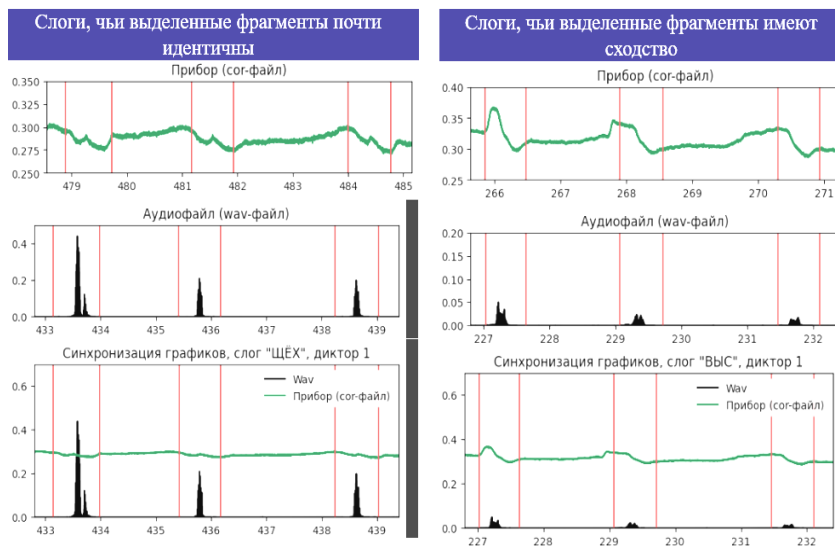 Слоги, чьи выделенные фрагменты почти
идентичны
Прибор (cor-файл)
0.350
0.325
0.300
0.275
0.250
479 480 481 482 483 484 485
Аудиофайл (wav-файл)
0.4
0.2
0.0
433 434 435 436 437 438 439
Синхронизация графиков, слог "ЩЁХ", диктор 1
Wav
Прибор (cor-файл)
0.6
0.4
0.2
0.0
433 434 435 436 437 438 439
Слоги, чьи выделенные фрагменты имеют
сходство
Прибор (cor-файл)
0.40
0.35
0.30
0.25
266 267 268 269 270 271
Аудиофайл (wav-файл)
0.20
0.15
0.10
0.05
0.00
227 228 229 230 231 232
Синхронизация графиков, слог "ВЫС", диктор 1
Wav
Прибор (cor-файл)
0.6
0.4
0.2
0.0
227 228 229 230 231 232